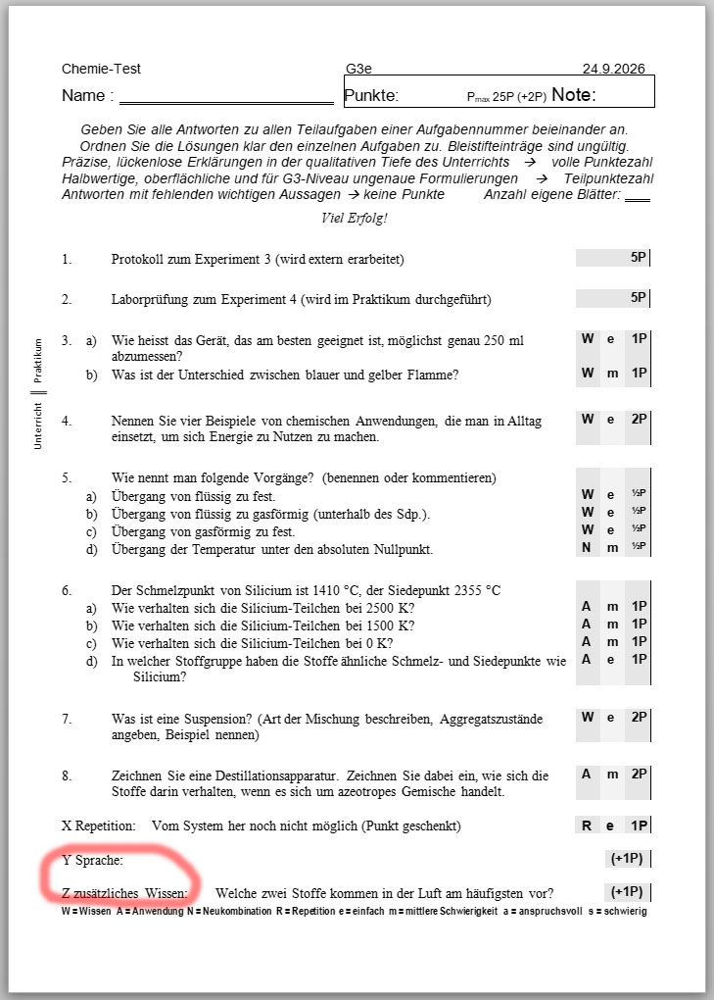 Chemie-Test G3e 24.9.2026
Name : Punkte: Pmax 25P (+2P) Note:
Geben Sie alle Antworten zu allen Teilaufgaben einer Aufgabennummer beieinander an.
Ordnen Sie die Lösungen klar den einzelnen Aufgaben zu. Bleistifteinträge sind ungültig.
Präzise, lückenlose Erklärungen in der qualitativen Tiefe des Unterrichts → volle Punktezahl
Halbwertige, oberflächliche und für G3-Niveau ungenaue Formulierungen → Teilpunktezahl
Antworten mit fehlenden wichtigen Aussagen → keine Punkte Anzahl eigene Blätter: ___
Viel Erfolg!
1. Protokoll zum Experiment 3 (wird extern erarbeitet) 5P
2. Laborprüfung zum Experiment 4 (wird im Praktikum durchgeführt) 5P
3. a) Wie heisst das Gerät, das am besten geeignet ist, möglichst genau 250 ml W e 1P
abzumessen?
b) Was ist der Unterschied zwischen blauer und gelber Flamme? W m 1P
Unterricht || Praktikum
4. Nennen Sie vier Beispiele von chemischen Anwendungen, die man in Alltag W e 2P
einsetzt, um sich Energie zu Nutzen zu machen.
5. Wie nennt man folgende Vorgänge? (benennen oder kommentieren)
a) Übergang von flüssig zu fest. W e ½P
b) Übergang von flüssig zu gasförmig (unterhalb des Sdp.). W e ½P
c) Übergang von gasförmig zu fest. W e ½P
d) Übergang der Temperatur unter den absoluten Nullpunkt. N m ½P
6. Der Schmelzpunkt von Silicium ist 1410 °C, der Siedepunkt 2355 °C
a) Wie verhalten sich die Silicium-Teilchen bei 2500 K? A m 1P
b) Wie verhalten sich die Silicium-Teilchen bei 1500 K? A m 1P
c) Wie verhalten sich die Silicium-Teilchen bei 0 K? A m 1P
d) In welcher Stoffgruppe haben die Stoffe ähnliche Schmelz- und Siedepunkte wie A e 1P
Silicium?
7. Was ist eine Suspension? (Art der Mischung beschreiben, Aggregatszustände W e 2P
angeben, Beispiel nennen)
8. Zeichnen Sie eine Destillationsapparatur. Zeichnen Sie dabei ein, wie sich die A m 2P
Stoffe darin verhalten, wenn es sich um azeotropes Gemische handelt.
X Repetition: Vom System her noch nicht möglich (Punkt geschenkt) R e 1P
Y Sprache: (+1P)
Z zusätzliches Wissen: Welche zwei Stoffe kommen in der Luft am häufigsten vor? (+1P)
W = Wissen A = Anwendung N = Neukombination R = Repetition e = einfach m = mittlere Schwierigkeit a = anspruchsvoll s = schwierig